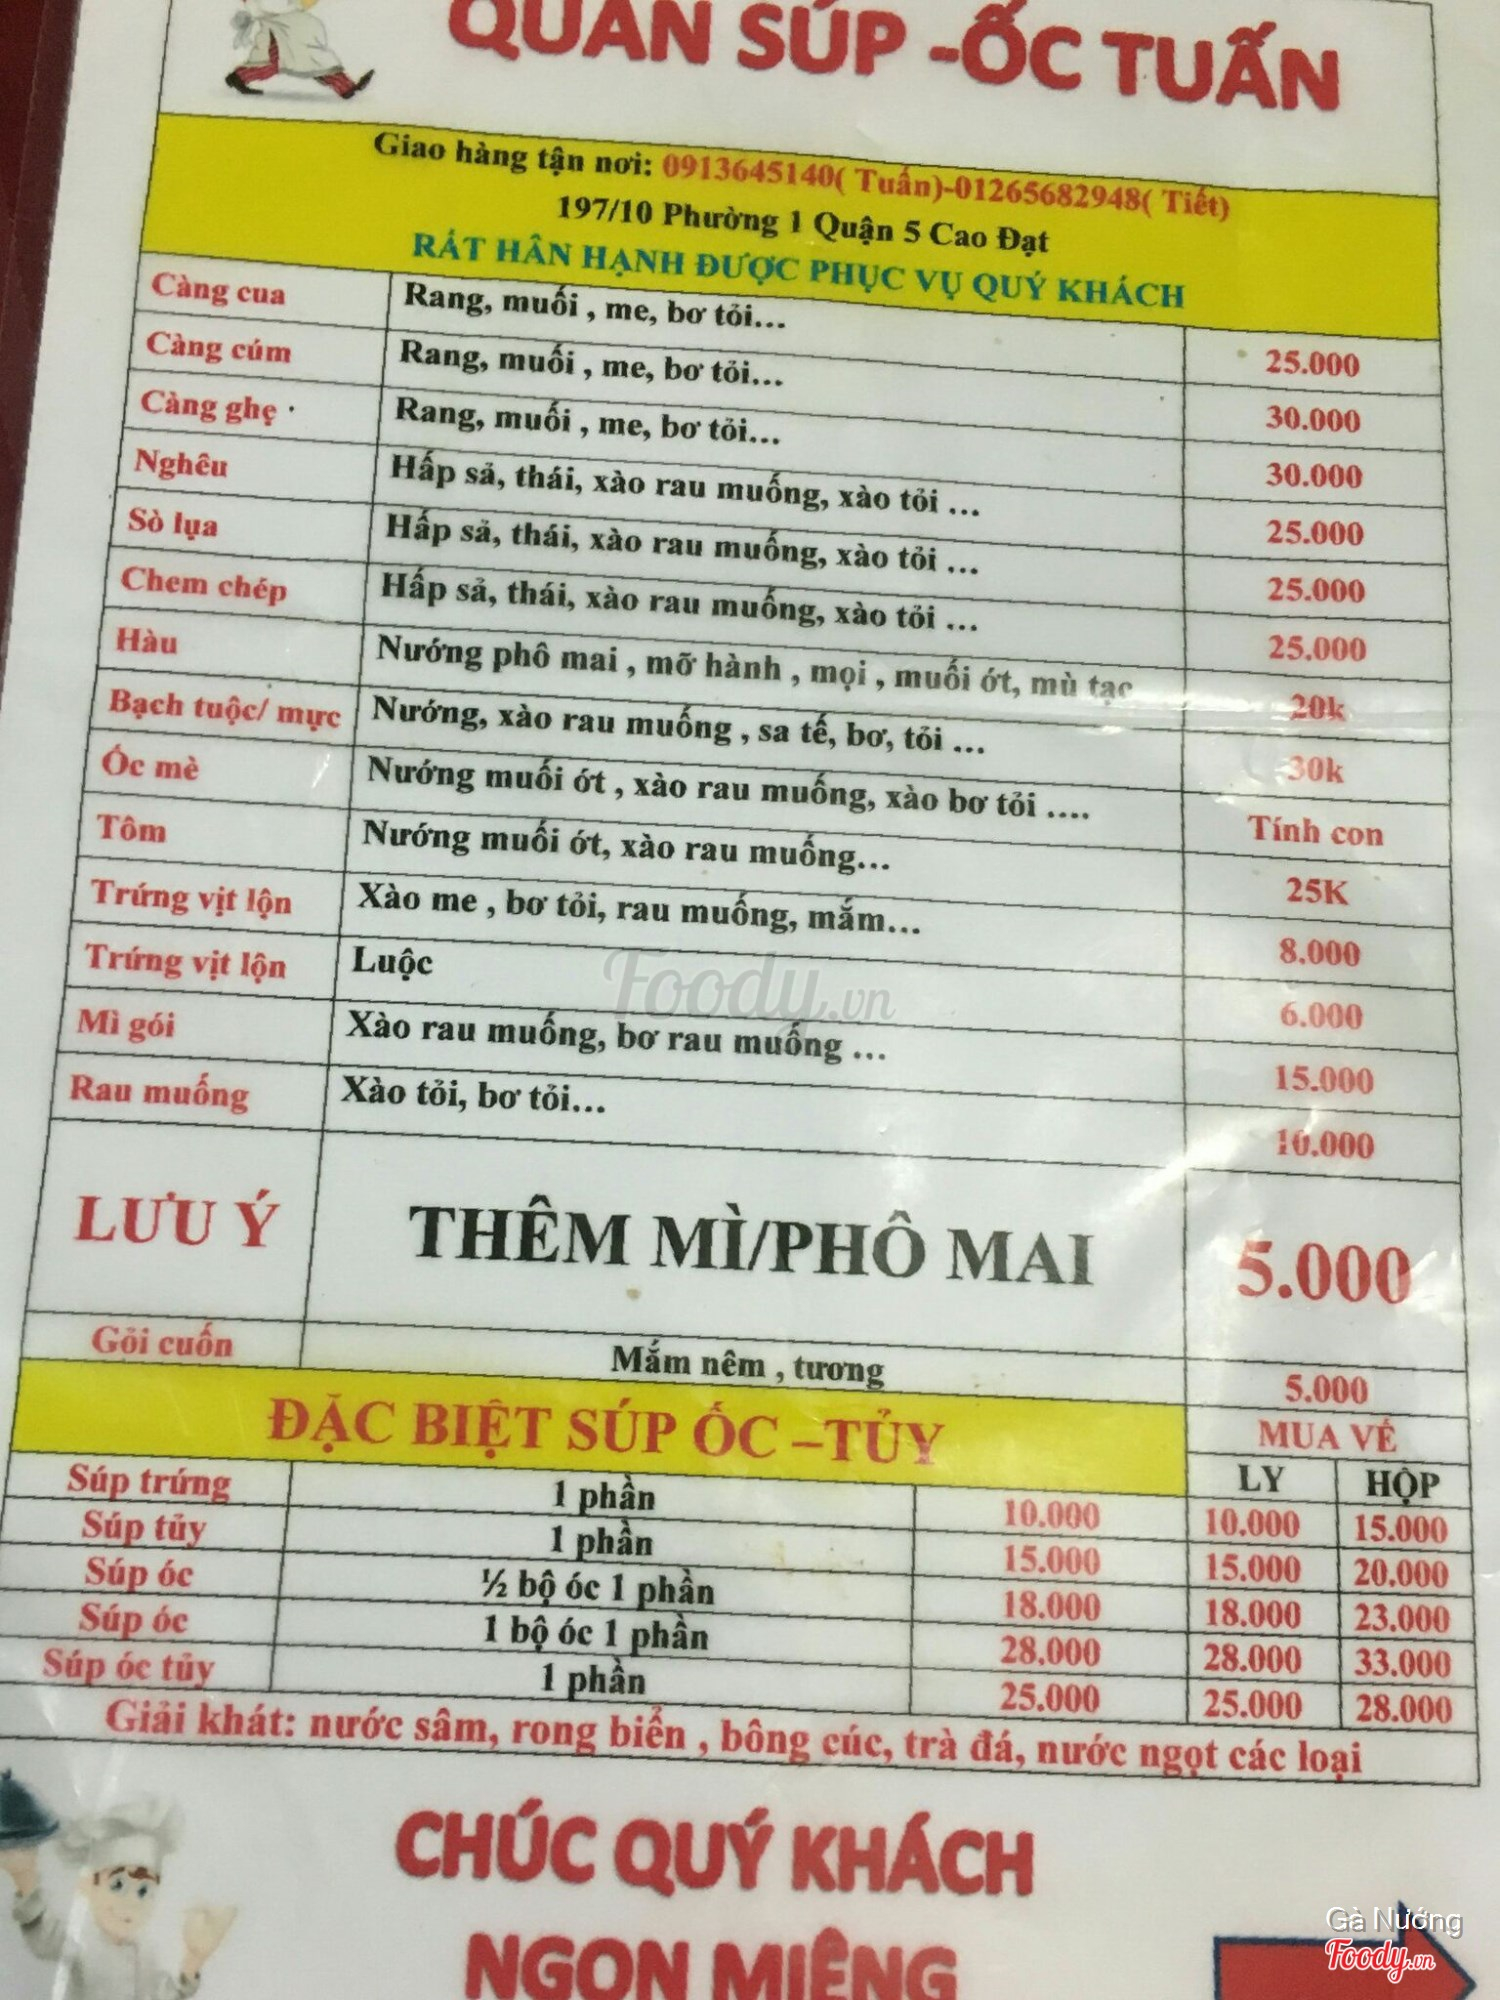 QUÁN SÚP -ỐC TUẤN
Giao hàng tận nơi: 0913645140( Tuấn)-01265682948( Tiết)
197/10 Phường 1 Quận 5 Cao Đạt
RẤT HÂN HẠNH ĐƯỢC PHỤC VỤ QUÝ KHÁCH
Càng cua Rang, muối , me, bơ tỏi... 25.000
Càng cúm Rang, muối , me, bơ tỏi... 30.000
Càng ghẹ Rang, muối , me, bơ tỏi... 30.000
Nghêu Hấp sả, thái, xào rau muống, xào tỏi ... 25.000
Sò lụa Hấp sả, thái, xào rau muống, xào tỏi ... 25.000
Chem chép Hấp sả, thái, xào rau muống, xào tỏi ... 25.000
Hàu Nướng phô mai , mỡ hành , mọi , muối ớt, mù tạc 20k
Bạch tuộc/ mực Nướng, xào rau muống , sa tế, bơ, tỏi ... 30k
Ốc mè Nướng muối ớt , xào rau muống, xào bơ tỏi .... Tính con
Tôm Nướng muối ớt, xào rau muống... 25K
Trứng vịt lộn Xào me , bơ tỏi, rau muống, mắm... 8.000
Trứng vịt lộn Luộc 6.000
Mì gói Xào rau muống, bơ rau muống ... 15.000
Rau muống Xào tỏi, bơ tỏi... 10.000
LƯU Ý THÊM MÌ/PHÔ MAI 5.000
Gỏi cuốn Mắm nêm , tương 5.000
ĐẶC BIỆT SÚP ỐC –TỦY MUA VỀ
LY HỘP
Súp trứng 1 phần 10.000 10.000 15.000
Súp tủy 1 phần 15.000 15.000 20.000
Súp óc ½ bộ óc 1 phần 18.000 18.000 23.000
Súp óc 1 bộ óc 1 phần 28.000 28.000 33.000
Súp óc tủy 1 phần 25.000 25.000 28.000
Giải khát: nước sâm, rong biển , bông cúc, trà đá, nước ngọt các loại
CHÚC QUÝ KHÁCH
NGON MIỆNG
Foody.vn
Gà Nướng
Foody.vn